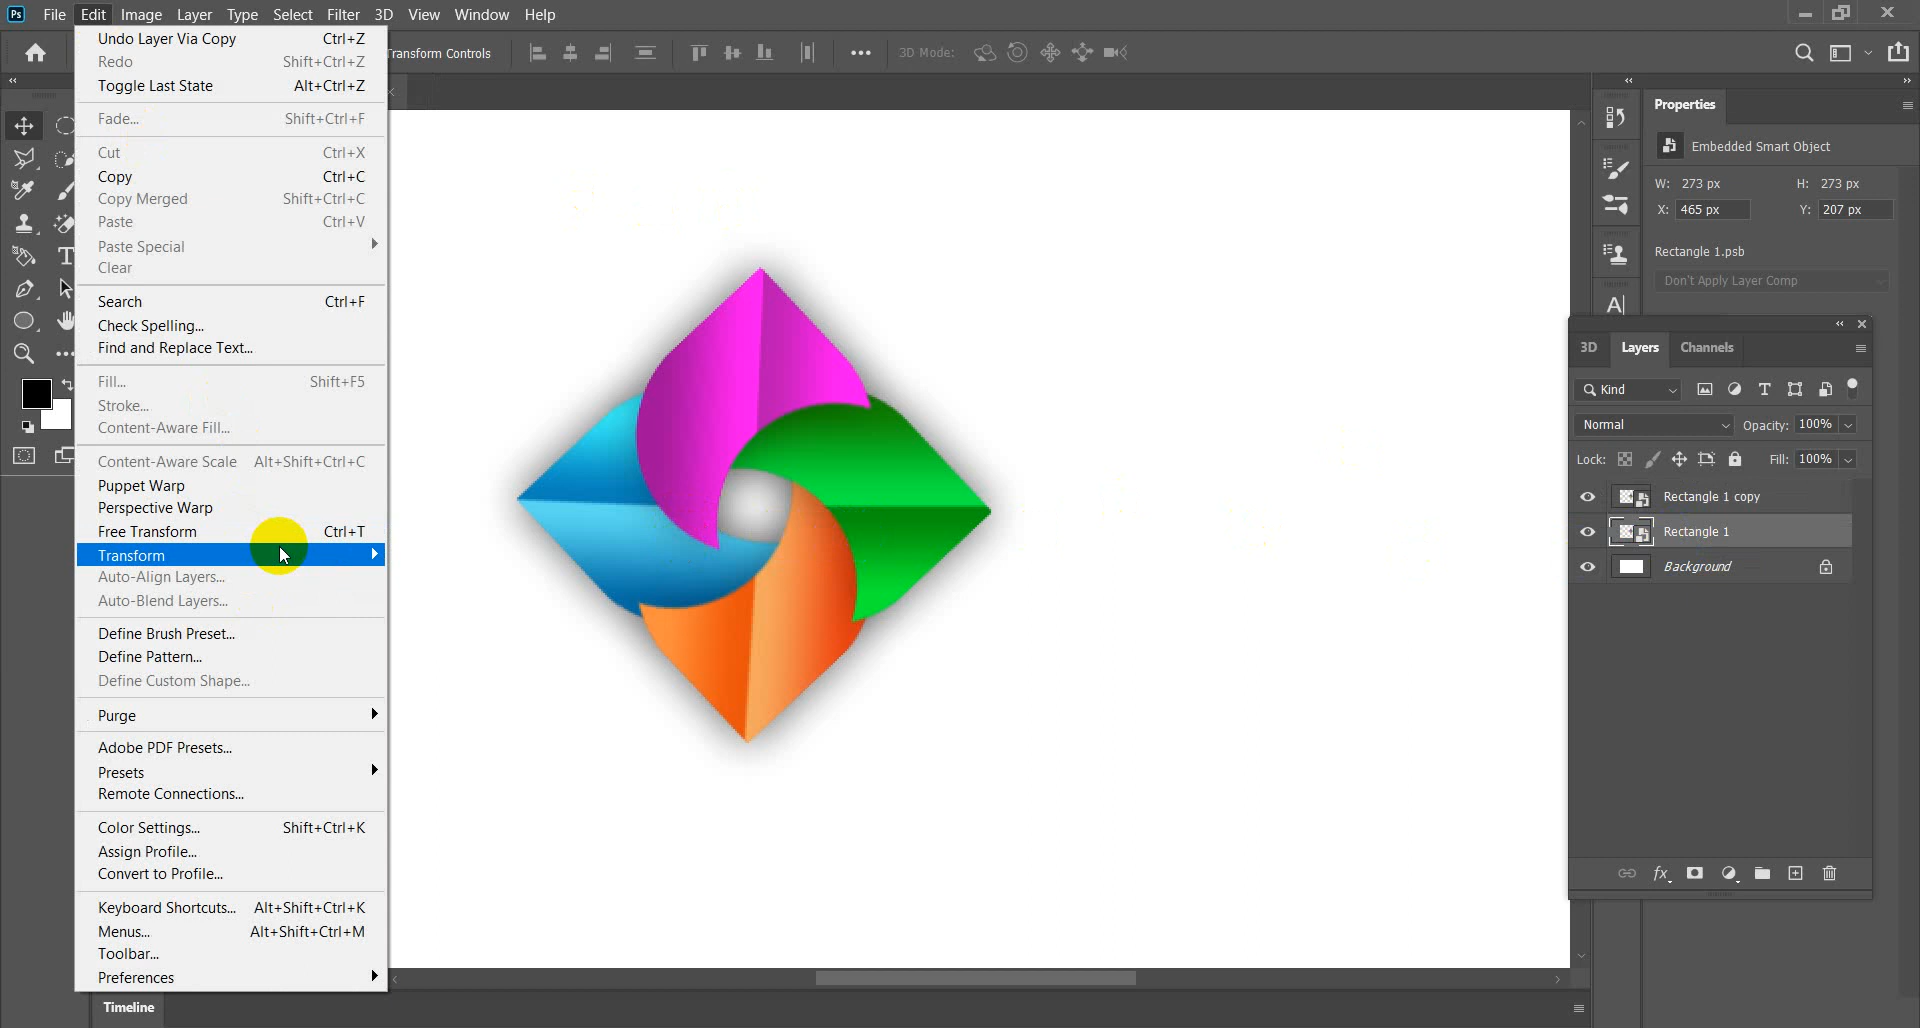 Ps File Edit Image Layer Type Select Filter 3D View Window Help
Transform Controls 3D Mode:
Undo Layer Via Copy Ctrl+Z
Redo Shift+Ctrl+Z
Toggle Last State Alt+Ctrl+Z
Fade... Shift+Ctrl+F
Cut Ctrl+X
Copy Ctrl+C
Copy Merged Shift+Ctrl+C
Paste Ctrl+V
Paste Special
Clear
Search Ctrl+F
Check Spelling...
Find and Replace Text...
Fill... Shift+F5
Stroke...
Content-Aware Fill...
Content-Aware Scale Alt+Shift+Ctrl+C
Puppet Warp
Perspective Warp
Free Transform Ctrl+T
Transform
Auto-Align Layers...
Auto-Blend Layers...
Define Brush Preset...
Define Pattern...
Define Custom Shape...
Purge
Adobe PDF Presets...
Presets
Remote Connections...
Color Settings... Shift+Ctrl+K
Assign Profile...
Convert to Profile...
Keyboard Shortcuts... Alt+Shift+Ctrl+K
Menus... Alt+Shift+Ctrl+M
Toolbar...
Preferences
Timeline
Properties
Embedded Smart Object
W: 273 px H: 273 px
X: 465 px Y: 207 px
Rectangle 1.psb
Don't Apply Layer Comp
3D Layers Channels
Kind
Normal Opacity: 100%
Lock: Fill: 100%
Rectangle 1 copy
Rectangle 1
Background